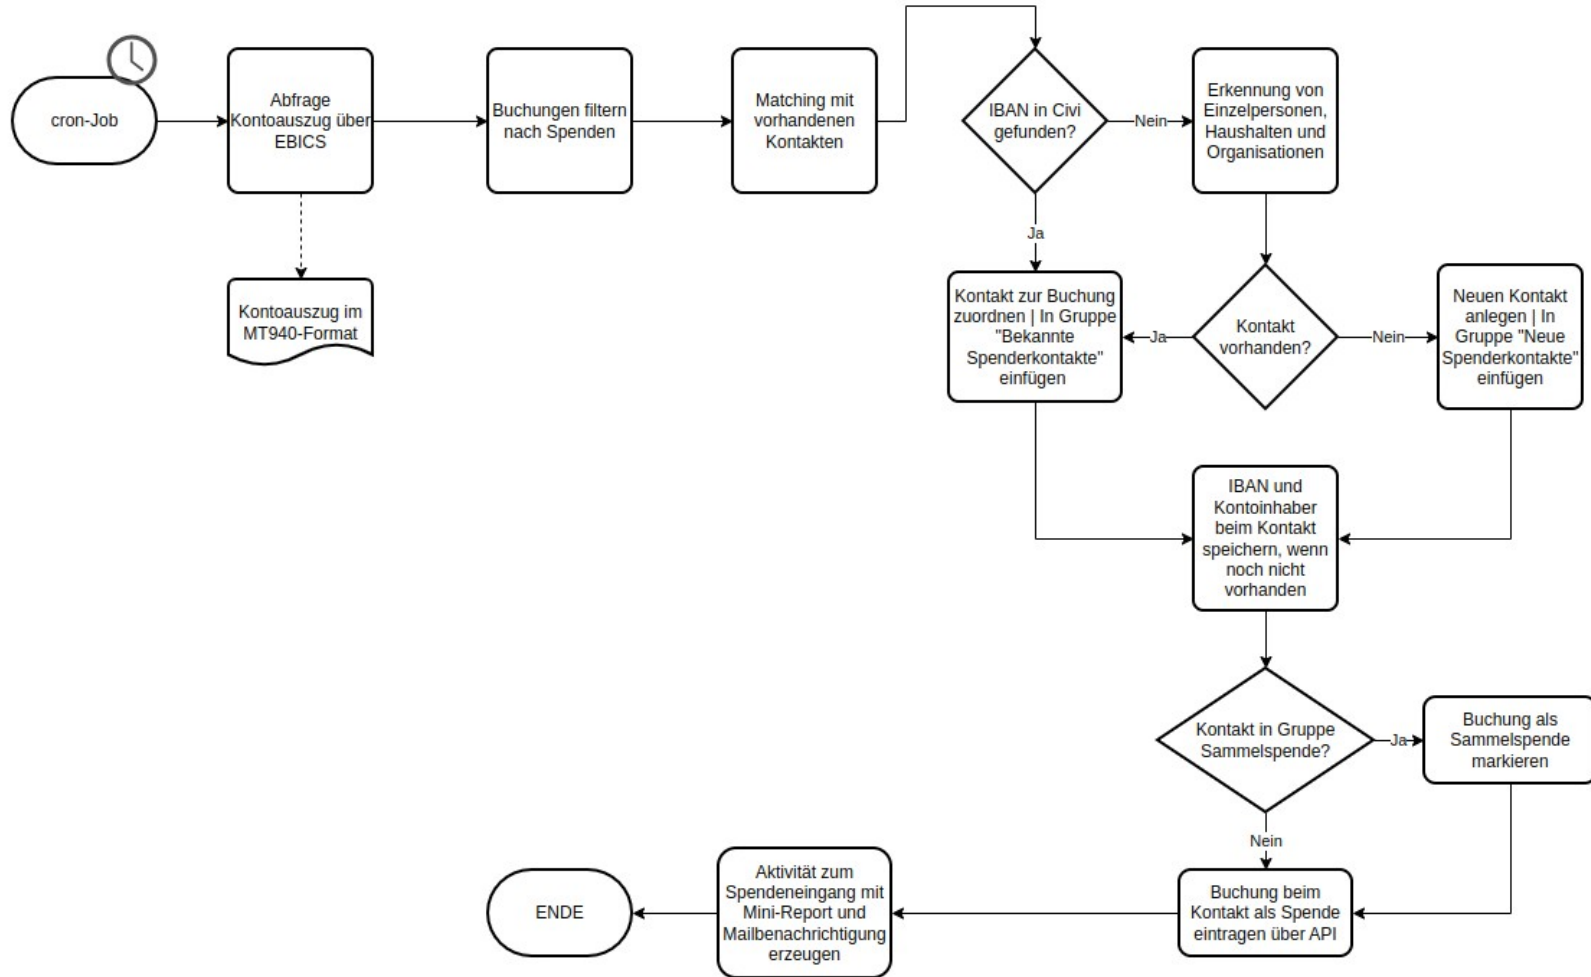 cron-Job
Abfrage
Kontoauszug über
EBICS
Buchungen filtern
nach Spenden
Matching mit
vorhandenen
Kontakten
IBAN in Civi
gefunden?
Nein
Erkennung von
Einzelpersonen,
Haushalten und
Organisationen
Ja
Kontoauszug im
MT940-Format
Kontakt zur Buchung
zuordnen | In Gruppe
"Bekannte
Spenderkontakte"
einfügen
Ja
Kontakt
vorhanden?
Nein
Neuen Kontakt
anlegen | In
Gruppe "Neue
Spenderkontakte"
einfügen
IBAN und
Kontoinhaber
beim Kontakt
speichern, wenn
noch nicht
vorhanden
Kontakt in Gruppe
Sammelspende?
Ja
Buchung als
Sammelspende
markieren
Nein
Buchung beim
Kontakt als Spende
eintragen über API
Aktivität zum
Spendeneingang mit
Mini-Report und
Mailbenachrichtigung
erzeugen
ENDE